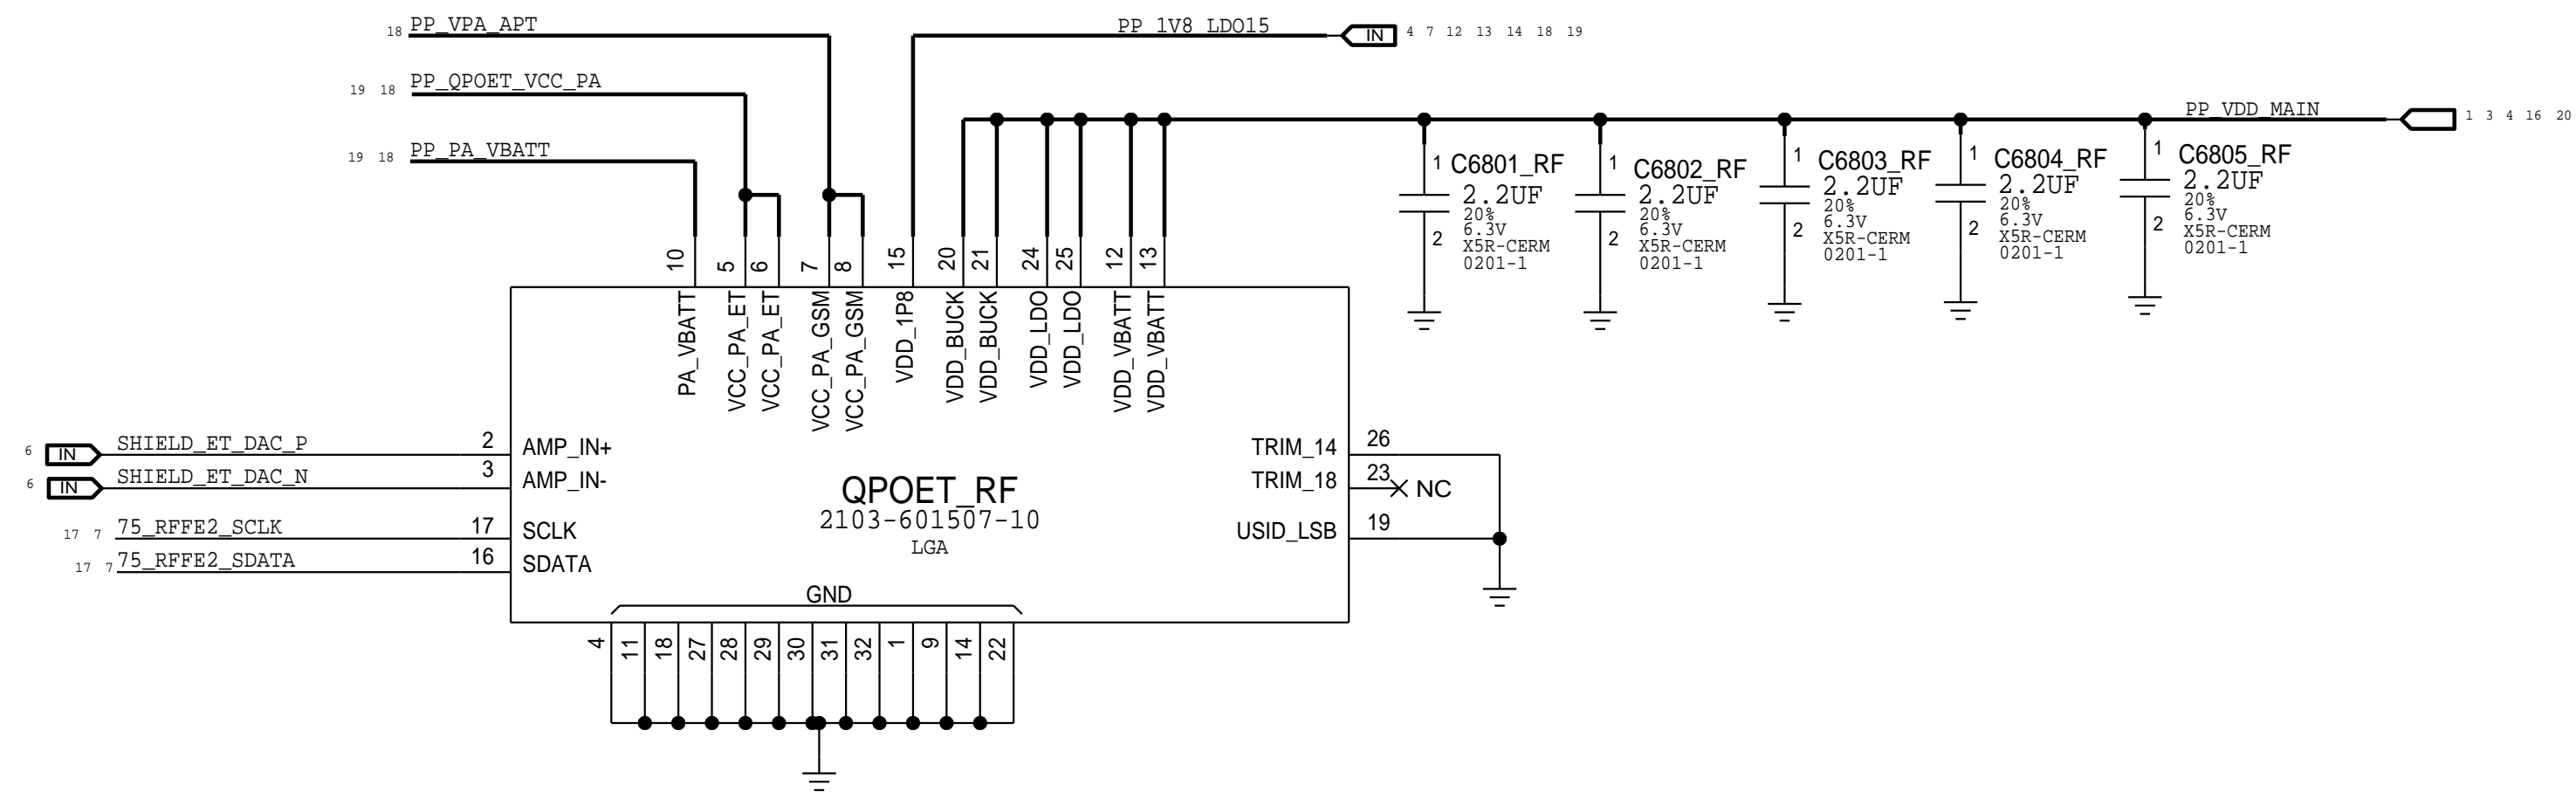 18 PP_VPA_APT
PP_1V8_LDO15 IN 4 7 12 13 14 18 19
19 18 PP_QPOET_VCC_PA
PP_VDD_MAIN 1 3 4 16 20
19 18 PP_PA_VBATT
1 C6801_RF
2.2UF
20%
6.3V
2 X5R-CERM
0201-1
1 C6802_RF
2.2UF
20%
6.3V
2 X5R-CERM
0201-1
1 C6803_RF
2.2UF
20%
6.3V
2 X5R-CERM
0201-1
1 C6804_RF
2.2UF
20%
6.3V
2 X5R-CERM
0201-1
1 C6805_RF
2.2UF
20%
6.3V
2 X5R-CERM
0201-1
10 PA_VBATT
5 VCC_PA_ET
6 VCC_PA_ET
7 VCC_PA_GSM
8 VCC_PA_GSM
15 VDD_1P8
20 VDD_BUCK
21 VDD_BUCK
24 VDD_LDO
25 VDD_LDO
12 VDD_VBATT
13 VDD_VBATT
6 IN SHIELD_ET_DAC_P 2 AMP_IN+
6 IN SHIELD_ET_DAC_N 3 AMP_IN-
17 7 75_RFFE2_SCLK 17 SCLK
17 7 75_RFFE2_SDATA 16 SDATA
QPOET_RF
2103-601507-10
LGA
TRIM_14 26
TRIM_18 23 NC
USID_LSB 19
GND
4 11 18 27 28 29 30 31 32 1 9 14 22